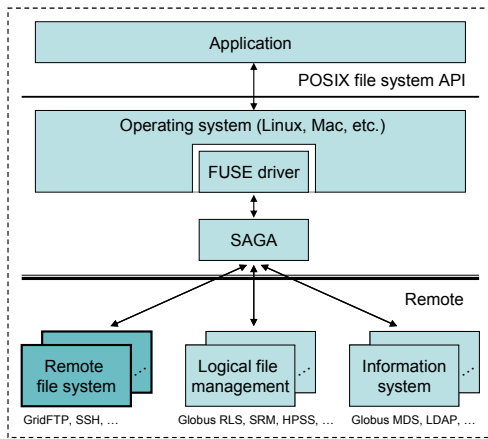 Application
POSIX file system API
Operating system (Linux, Mac, etc.)
FUSE driver
SAGA
Remote
Remote
file system
...
Logical file
management
...
Information
system
...
GridFTP, SSH, ...
Globus RLS, SRM, HPSS, ...
Globus MDS, LDAP, ...